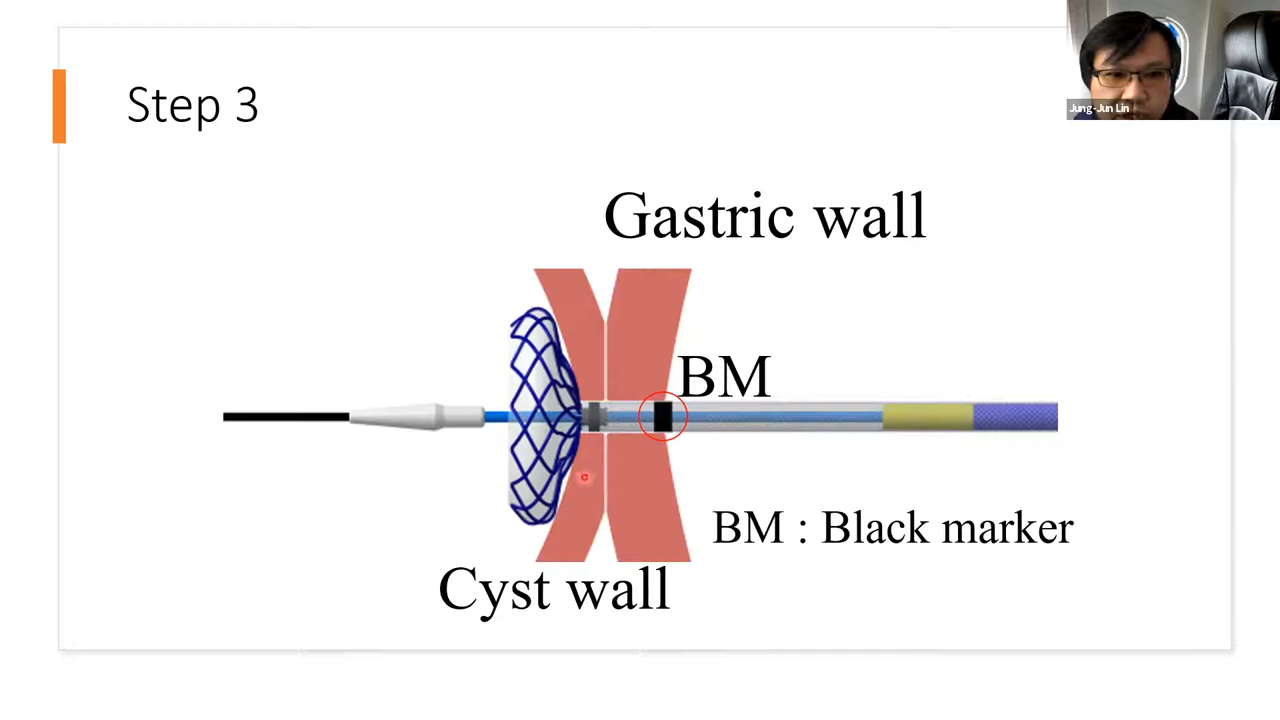 Step 3
Jung-Jun Lin
Gastric wall
BM
BM : Black marker
Cyst wall